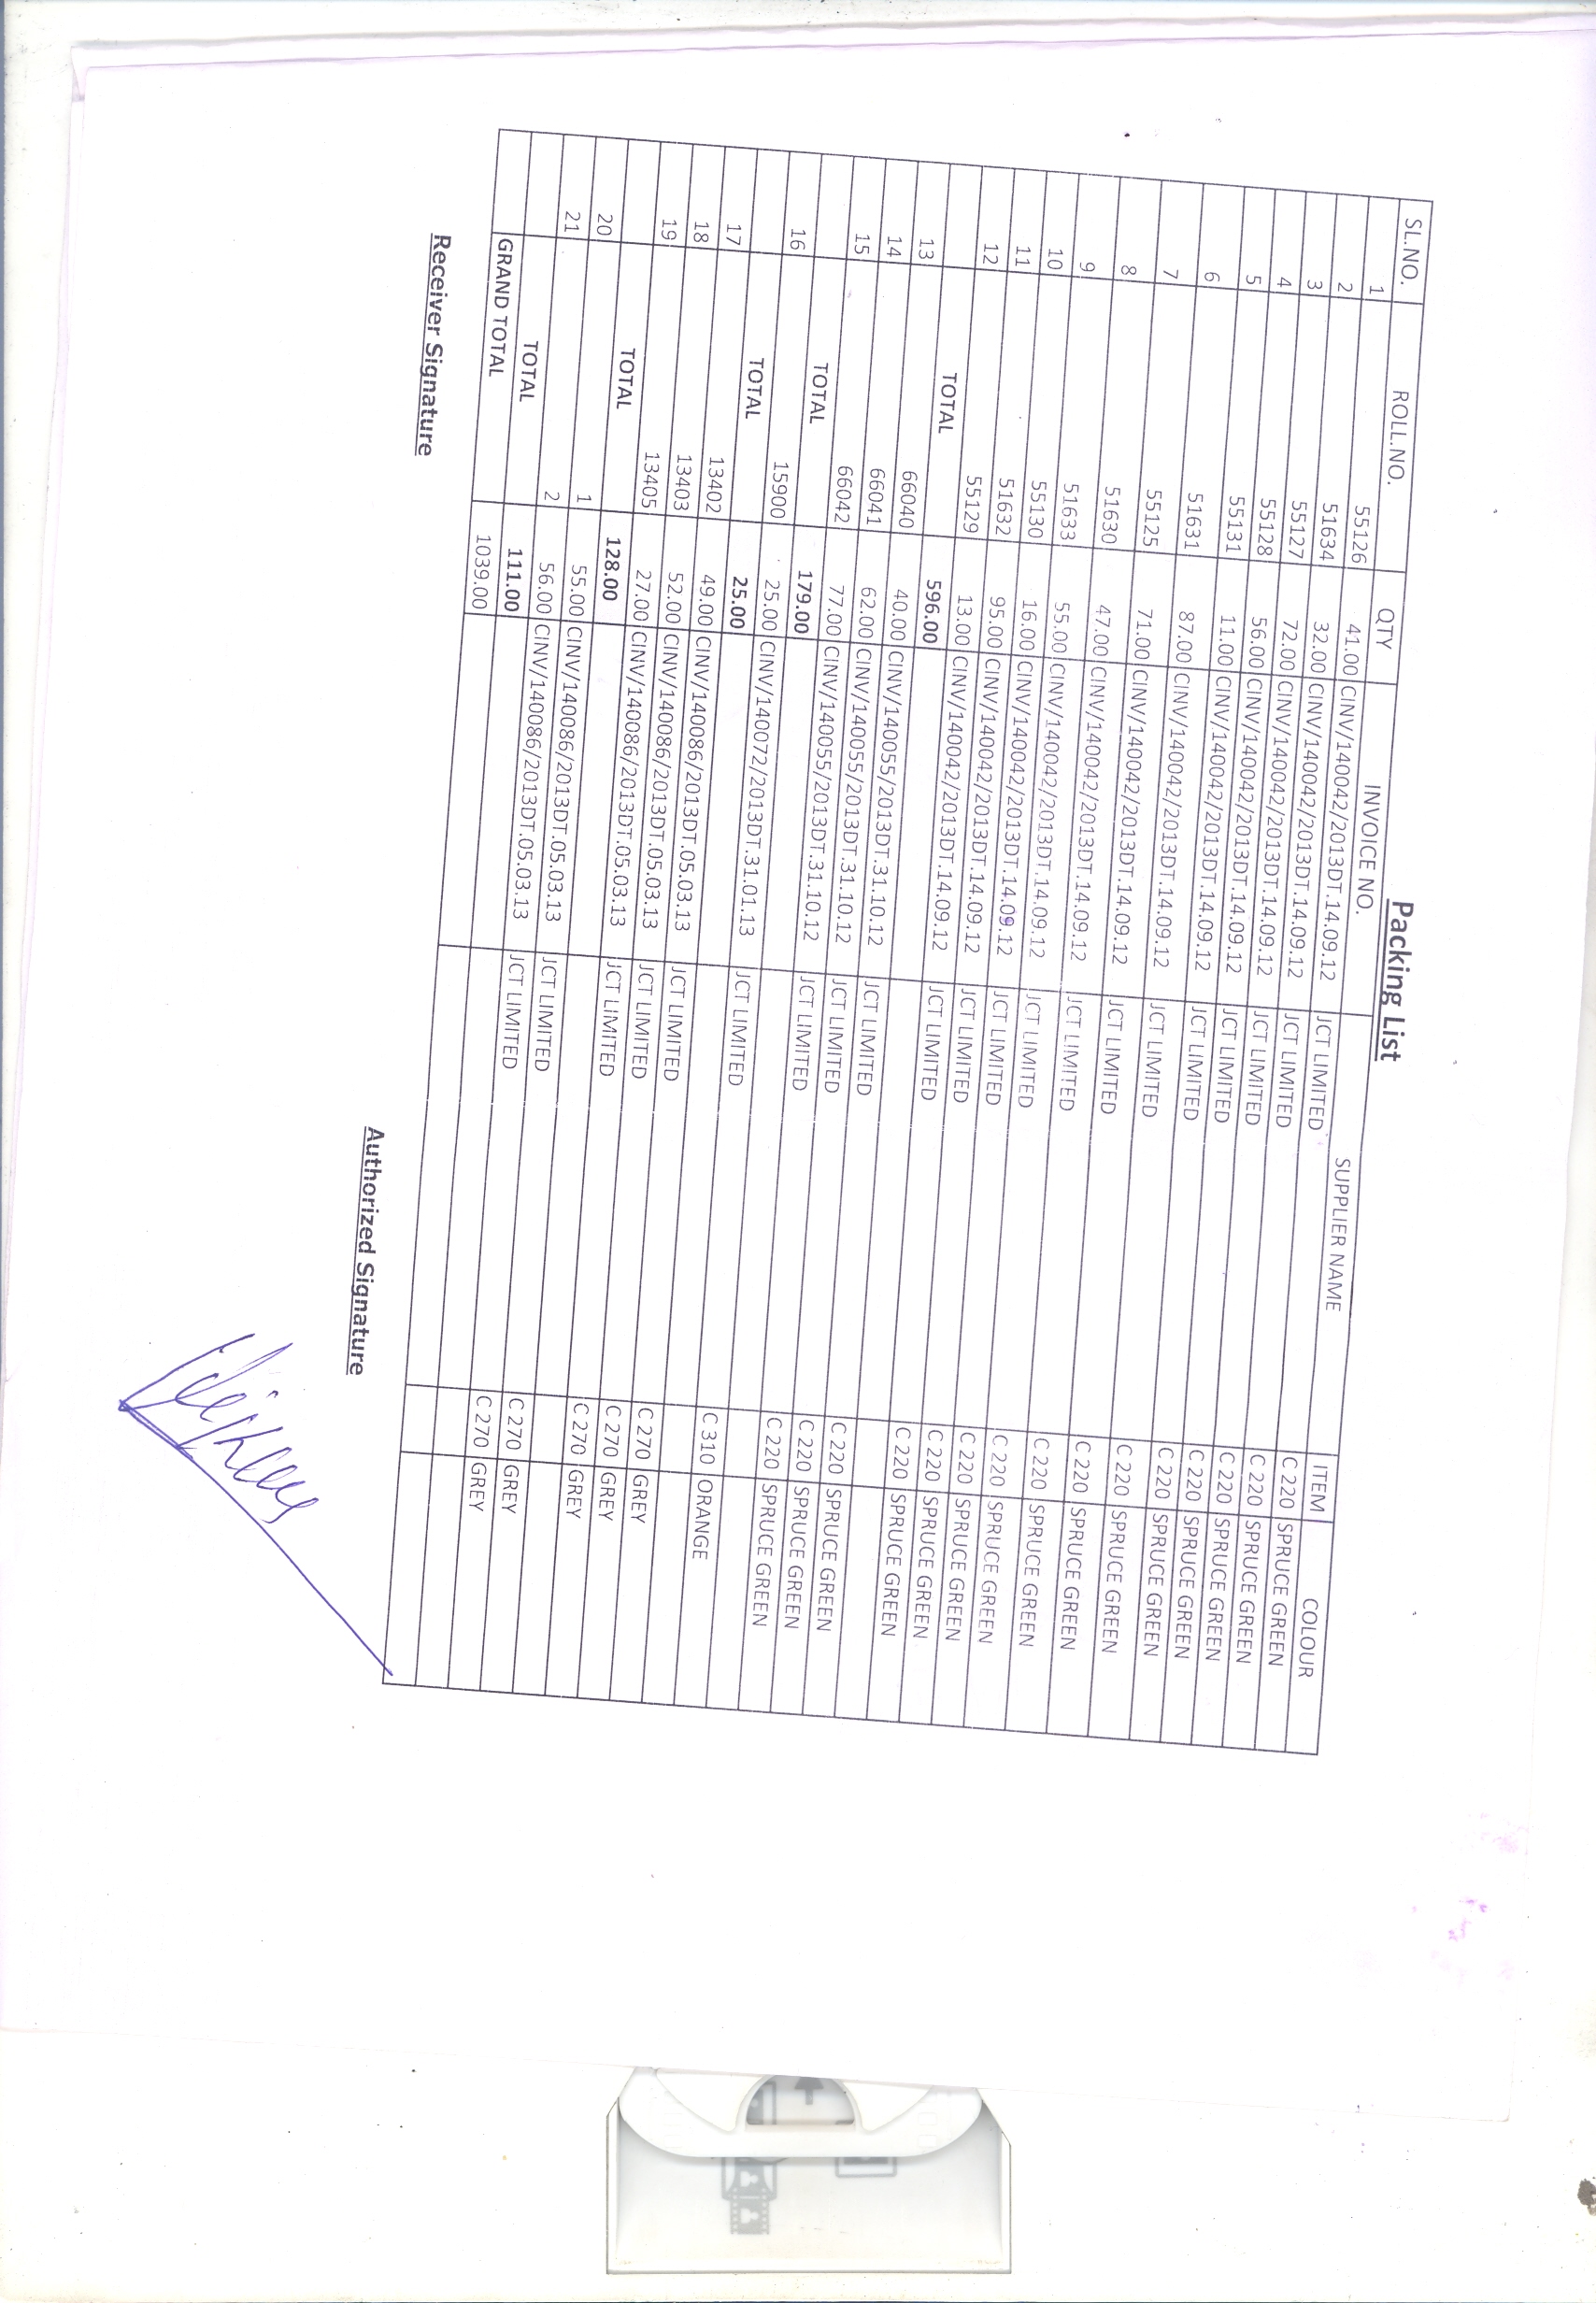 Packing List
SL.NO. ROLL.NO. QTY INVOICE NO. SUPPLIER NAME ITEM COLOUR
1 55126 41.00 CINV/140042/2013DT.14.09.12 JCT LIMITED C 220 SPRUCE GREEN
2 51634 32.00 CINV/140042/2013DT.14.09.12 JCT LIMITED C 220 SPRUCE GREEN
3 55127 72.00 CINV/140042/2013DT.14.09.12 JCT LIMITED C 220 SPRUCE GREEN
4 55128 56.00 CINV/140042/2013DT.14.09.12 JCT LIMITED C 220 SPRUCE GREEN
5 55131 11.00 CINV/140042/2013DT.14.09.12 JCT LIMITED C 220 SPRUCE GREEN
6 51631 87.00 CINV/140042/2013DT.14.09.12 JCT LIMITED C 220 SPRUCE GREEN
7 55125 71.00 CINV/140042/2013DT.14.09.12 JCT LIMITED C 220 SPRUCE GREEN
8 51630 47.00 CINV/140042/2013DT.14.09.12 JCT LIMITED C 220 SPRUCE GREEN
9 51633 55.00 CINV/140042/2013DT.14.09.12 JCT LIMITED C 220 SPRUCE GREEN
10 55130 16.00 CINV/140042/2013DT.14.09.12 JCT LIMITED C 220 SPRUCE GREEN
11 51632 95.00 CINV/140042/2013DT.14.09.12 JCT LIMITED C 220 SPRUCE GREEN
12 55129 13.00 CINV/140042/2013DT.14.09.12 JCT LIMITED C 220 SPRUCE GREEN
TOTAL 596.00
13 66040 40.00 CINV/140055/2013DT.31.10.12 JCT LIMITED C 220 SPRUCE GREEN
14 66041 62.00 CINV/140055/2013DT.31.10.12 JCT LIMITED C 220 SPRUCE GREEN
15 66042 77.00 CINV/140055/2013DT.31.10.12 JCT LIMITED C 220 SPRUCE GREEN
TOTAL 179.00
16 15900 25.00 CINV/140072/2013DT.31.01.13 JCT LIMITED C 310 ORANGE
TOTAL 25.00
17 13402 49.00 CINV/140086/2013DT.05.03.13 JCT LIMITED C 270 GREY
18 13403 52.00 CINV/140086/2013DT.05.03.13 JCT LIMITED C 270 GREY
19 13405 27.00 CINV/140086/2013DT.05.03.13 JCT LIMITED C 270 GREY
TOTAL 128.00
20 1 55.00 CINV/140086/2013DT.05.03.13 JCT LIMITED C 270 GREY
21 2 56.00 CINV/140086/2013DT.05.03.13 JCT LIMITED C 270 GREY
TOTAL 111.00
GRAND TOTAL 1039.00
Receiver Signature Authorized Signature